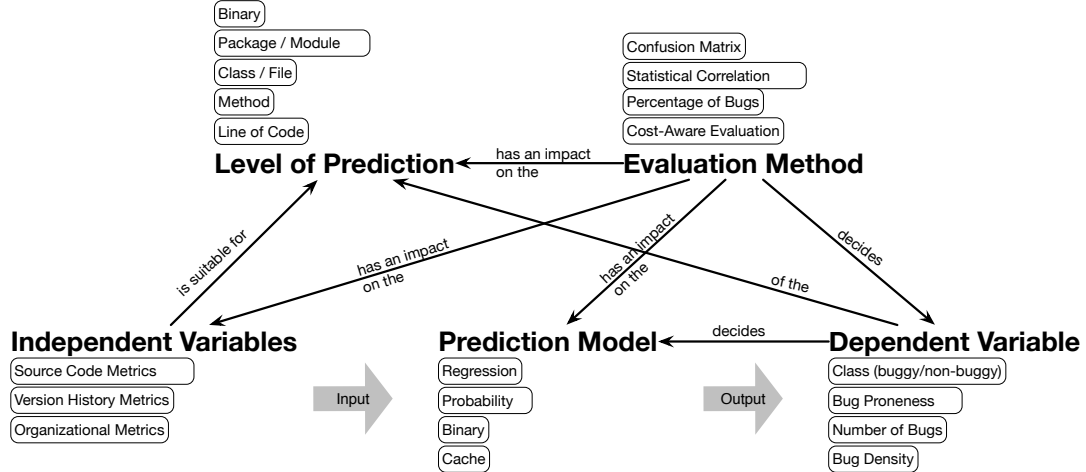 Binary
Package / Module
Class / File
Method
Line of Code
Level of Prediction
Confusion Matrix
Statistical Correlation
Percentage of Bugs
Cost-Aware Evaluation
Evaluation Method
has an impact
on the
is suitable for
has an impact
on the
has an impact
on the
decides
of the
Independent Variables
Source Code Metrics
Version History Metrics
Organizational Metrics
Input
Prediction Model
Regression
Probability
Binary
Cache
decides
Output
Dependent Variable
Class (buggy/non-buggy)
Bug Proneness
Number of Bugs
Bug Density